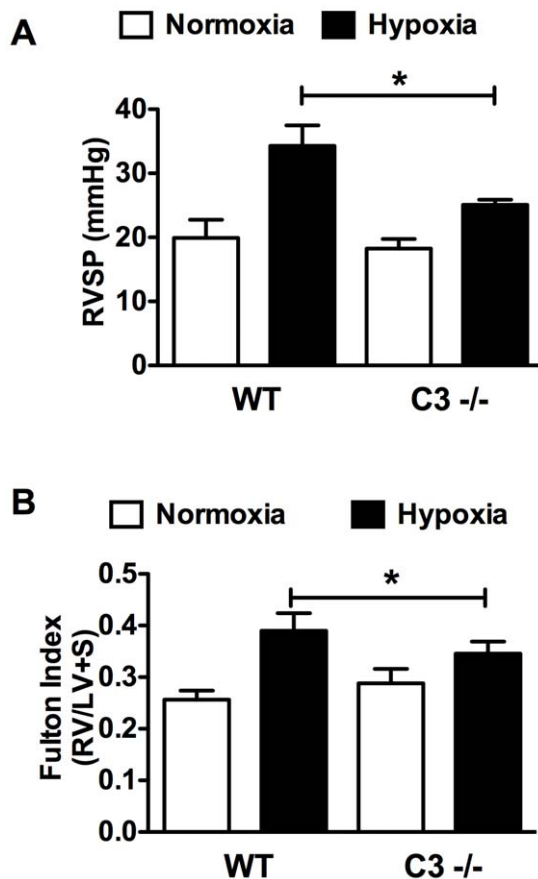 A
Normoxia Hypoxia
*
RVSP (mmHg)
40
30
20
10
0
WT C3 -/-
B
Normoxia Hypoxia
*
Fulton Index
(RV/LV+S)
0.5
0.4
0.3
0.2
0.1
0.0
WT C3 -/-